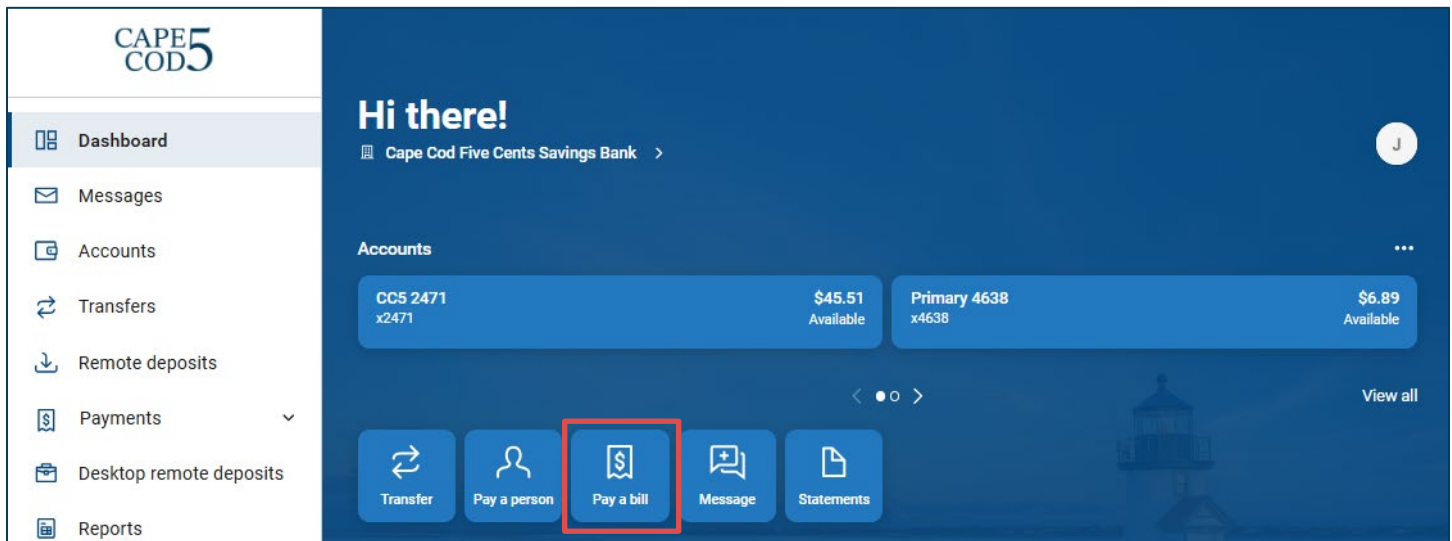 CAPE 5
COD
Dashboard
Messages
Accounts
Transfers
Remote deposits
Payments
Desktop remote deposits
Reports
Hi there!
Cape Cod Five Cents Savings Bank
J
Accounts
CC5 2471 $45.51
x2471 Available
Primary 4638 $6.89
x4638 Available
View all
Transfer
Pay a person
Pay a bill
Message
Statements